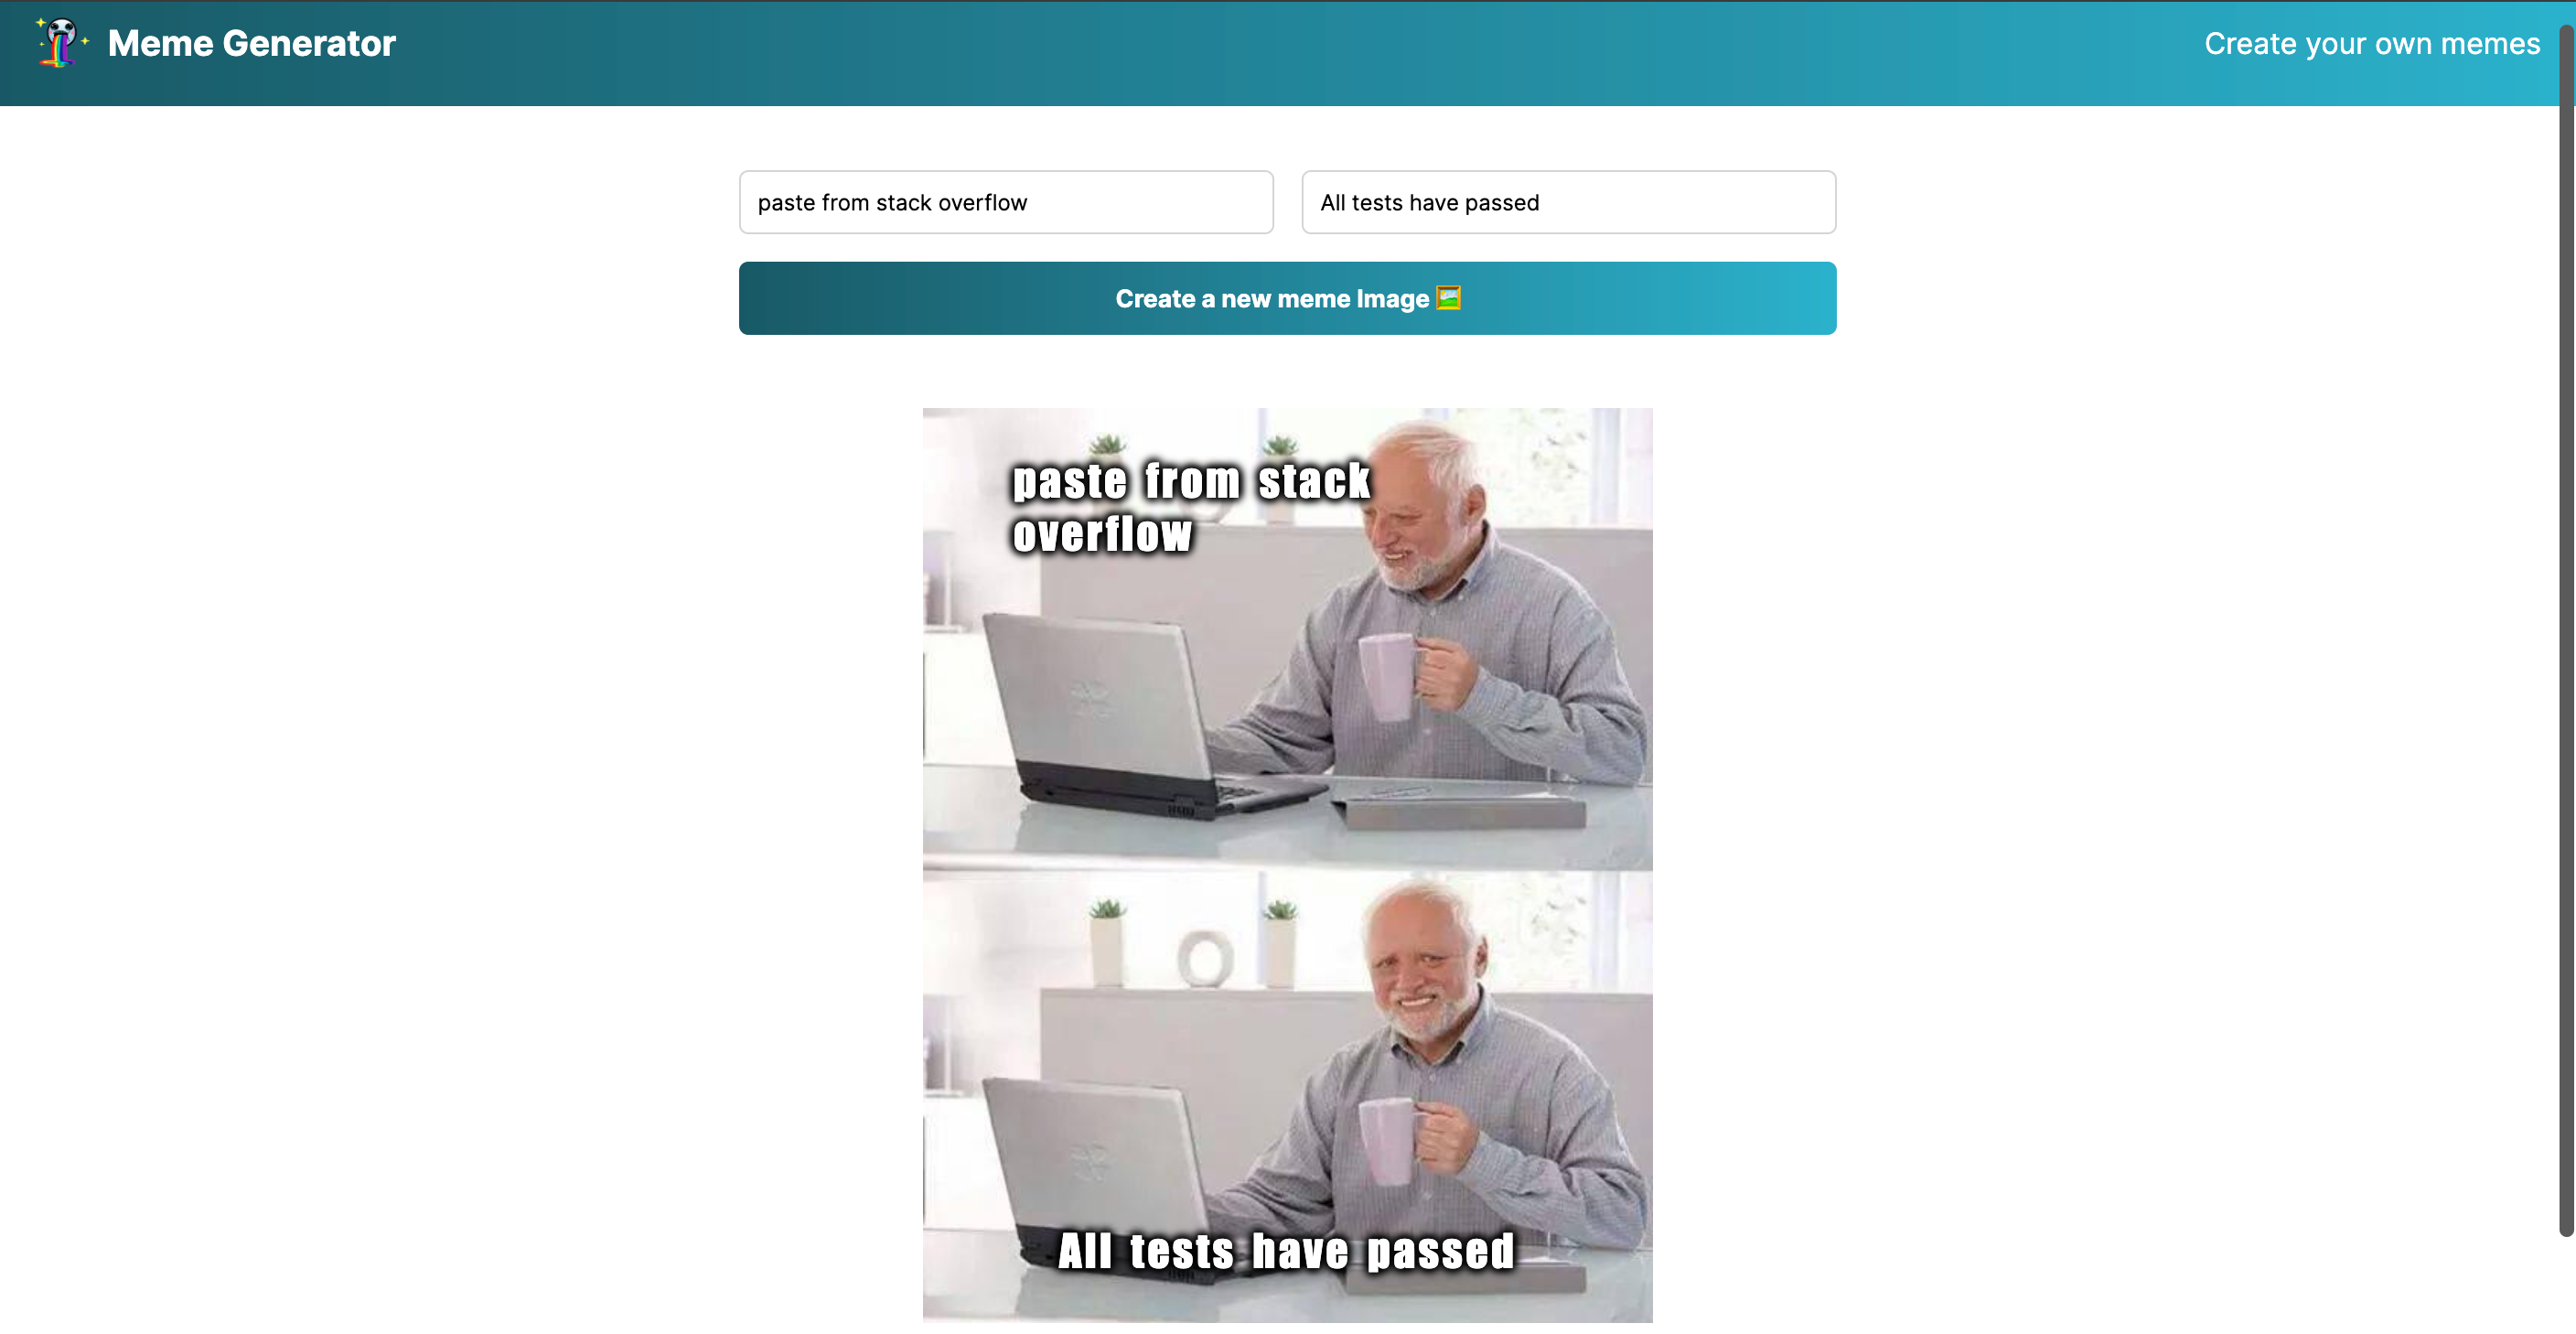 Meme Generator
Create your own memes
paste from stack overflow
All tests have passed
Create a new meme Image
paste from stack
overflow
All tests have passed